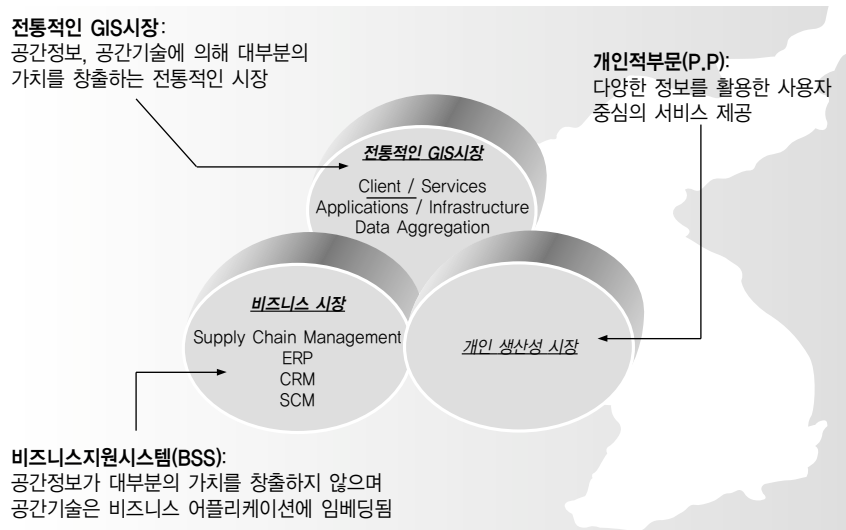 전통적인 GIS시장:
공간정보, 공간기술에 의해 대부분의
가치를 창출하는 전통적인 시장
개인적부문(P.P):
다양한 정보를 활용한 사용자
중심의 서비스 제공
전통적인 GIS시장
Client / Services
Applications / Infrastructure
Data Aggregation
비즈니스 시장
Supply Chain Management
ERP
CRM
SCM
개인 생산성 시장
비즈니스지원시스템(BSS):
공간정보가 대부분의 가치를 창출하지 않으며
공간기술은 비즈니스 어플리케이션에 임베딩됨